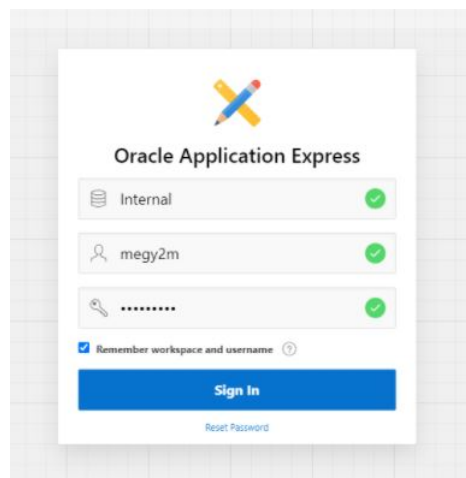 Oracle Application Express
Internal
megy2m
•••••••••
Remember workspace and username ?
Sign In
Reset Password